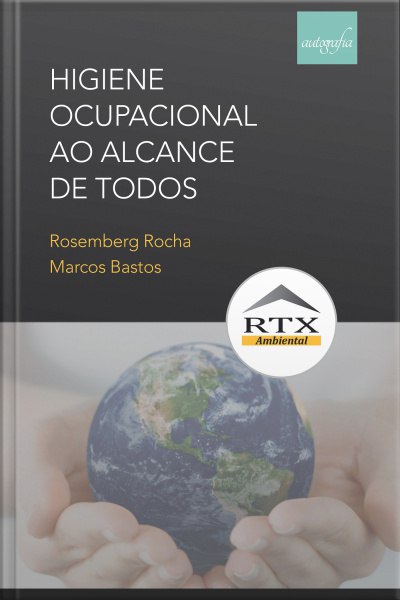 autografia
HIGIENE
OCUPACIONAL
AO ALCANCE
DE TODOS
Rosemberg Rocha
Marcos Bastos
RTX
Ambiental